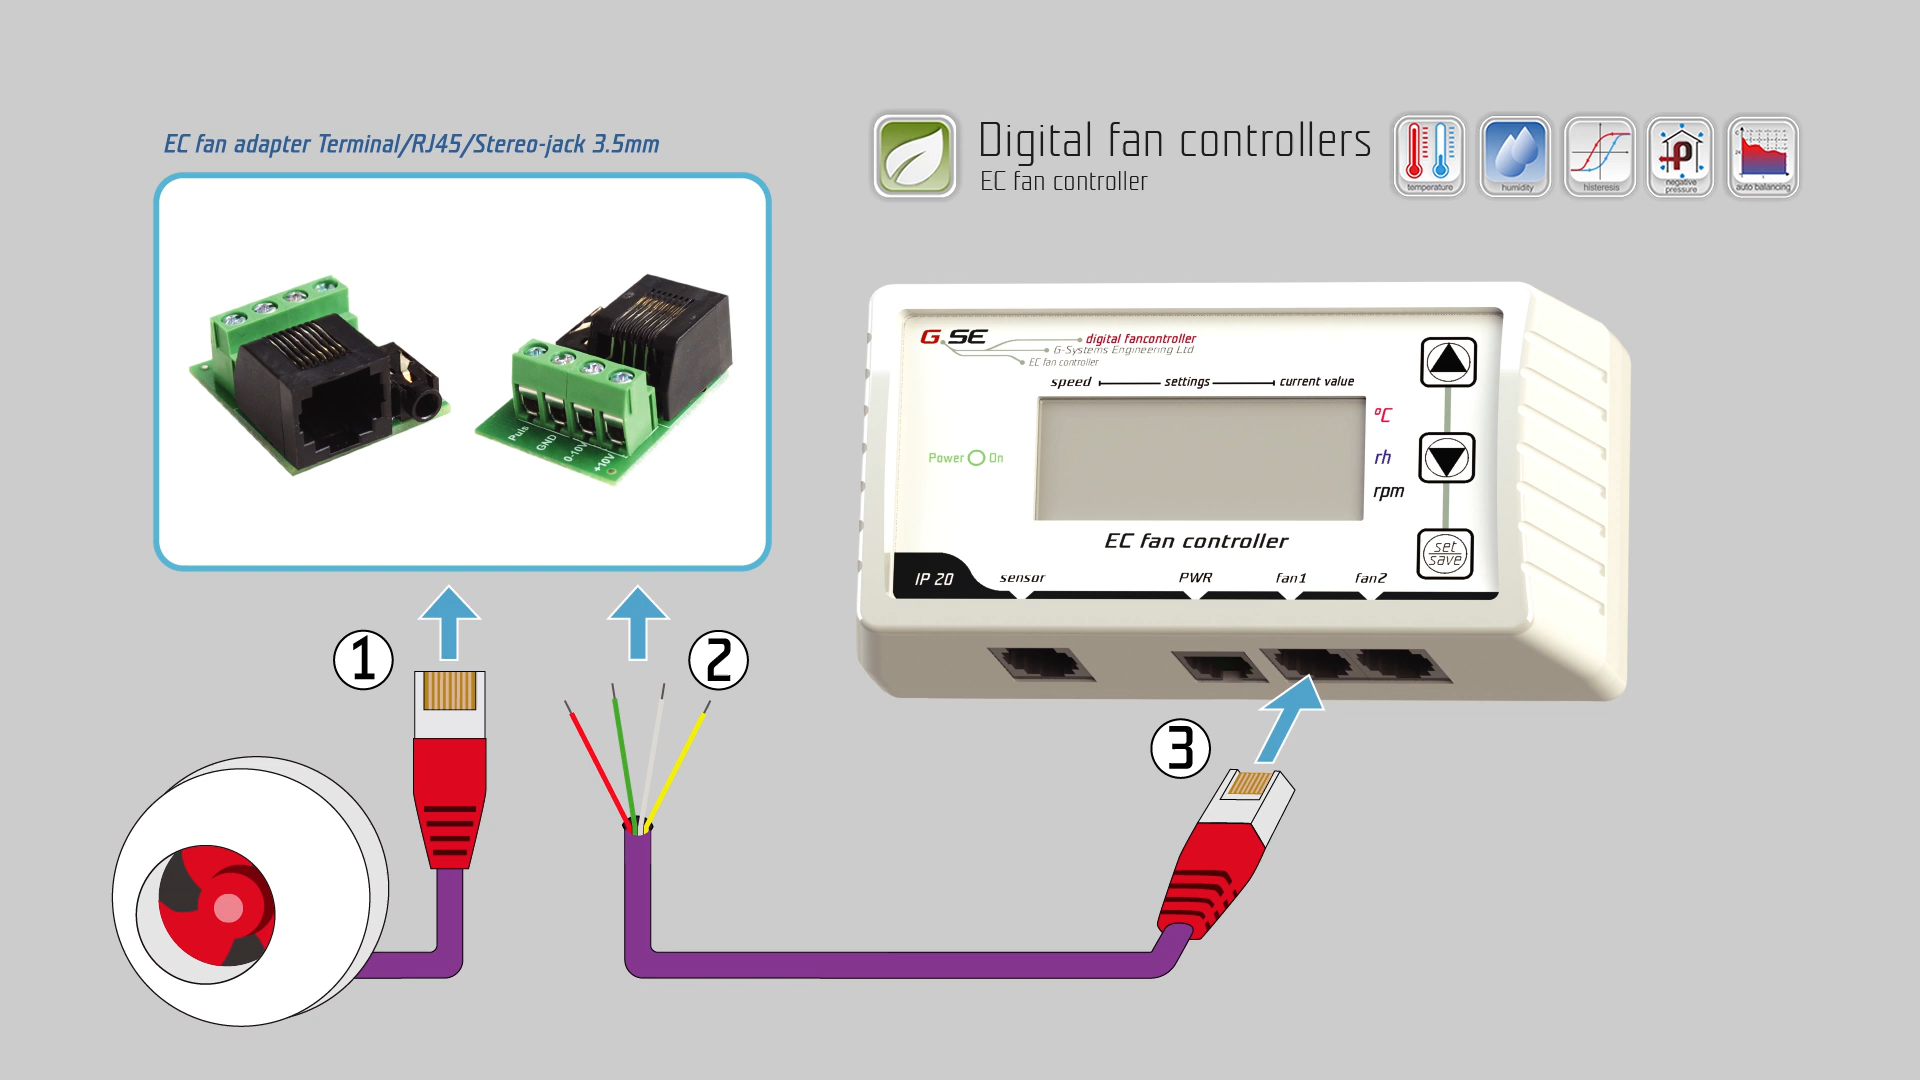 EC fan adapter Terminal/RJ45/Stereo-jack 3.5mm
Digital fan controllers
EC fan controller
temperature
humidity
histeresis
negative
pressure
auto balancing
Puls
GND
0-10V
+10V
G.SE
digital fancontroller
G-Systems Engineering Ltd
EC fan controller
speed
settings
current value
°C
rh
rpm
Power On
EC fan controller
set
save
IP 20
sensor
PWR
fan1
fan2
1
2
3